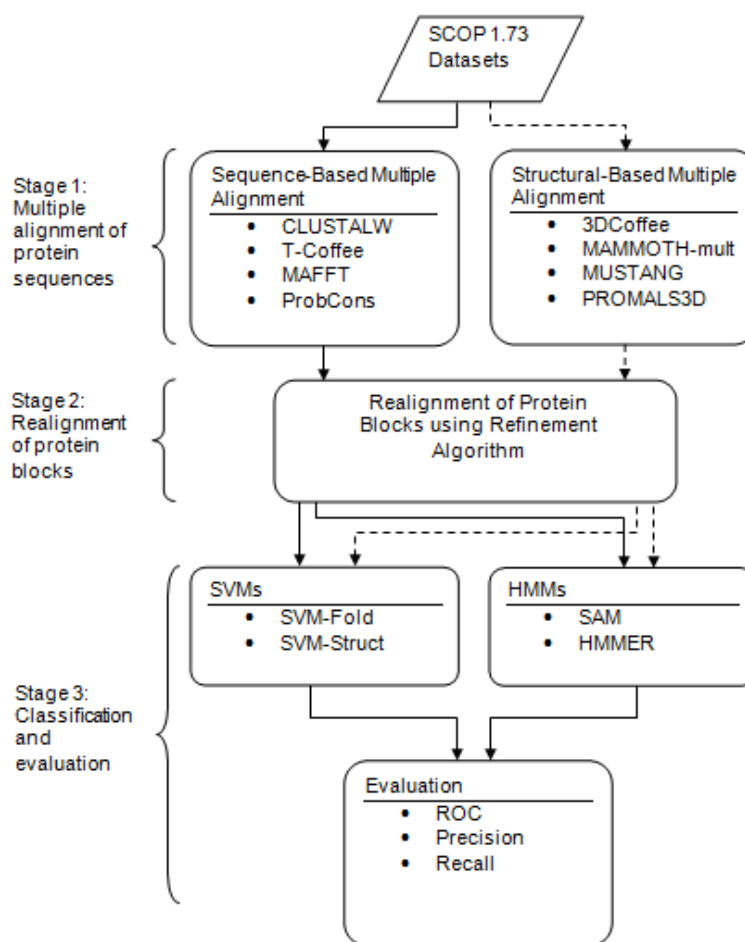 SCOP 1.73
Datasets
Stage 1:
Multiple
alignment of
protein
sequences
Sequence-Based Multiple
Alignment
• CLUSTALW
• T-Coffee
• MAFFT
• ProbCons
Structural-Based Multiple
Alignment
• 3DCoffee
• MAMMOTH-mult
• MUSTANG
• PROMALS3D
Stage 2:
Realignment
of protein
blocks
Realignment of Protein
Blocks using Refinement
Algorithm
Stage 3:
Classification
and
evaluation
SVMs
• SVM-Fold
• SVM-Struct
HMMs
• SAM
• HMMER
Evaluation
• ROC
• Precision
• Recall